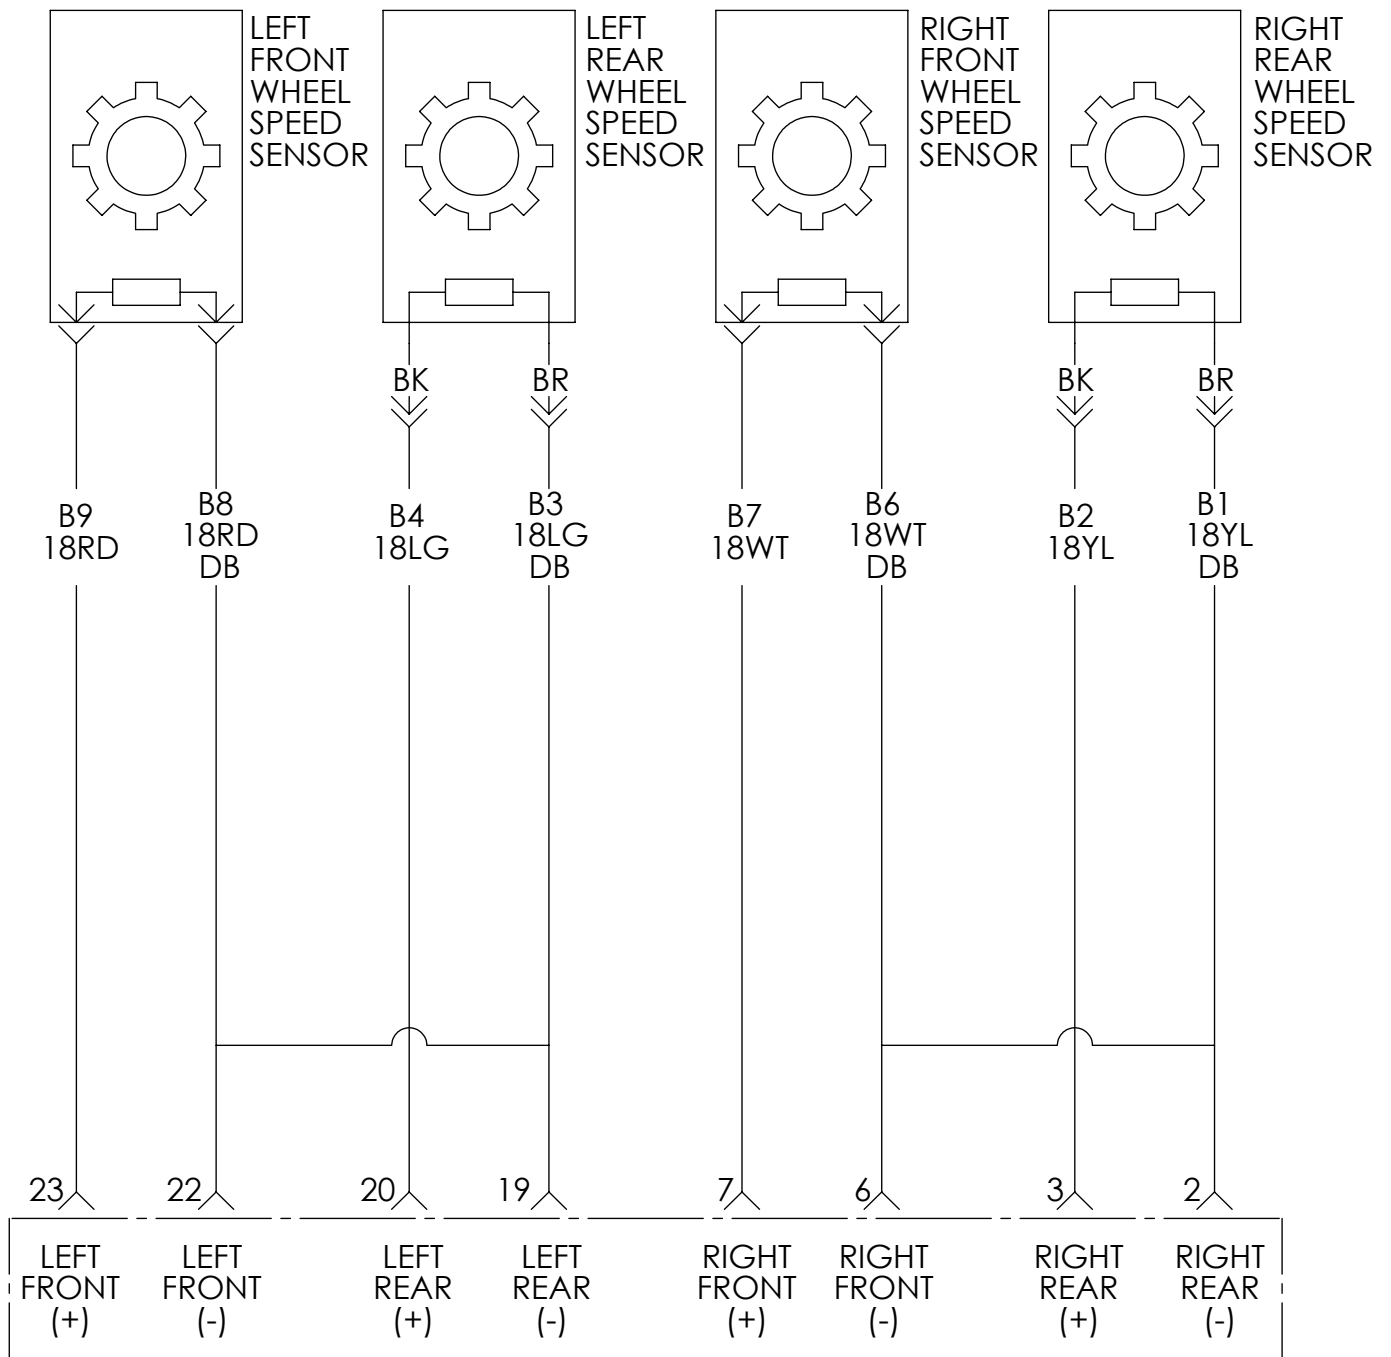 LEFT
FRONT
WHEEL
SPEED
SENSOR
LEFT
REAR
WHEEL
SPEED
SENSOR
RIGHT
FRONT
WHEEL
SPEED
SENSOR
RIGHT
REAR
WHEEL
SPEED
SENSOR
BK
BR
BK
BR
B9
18RD
B8
18RD
DB
B4
18LG
B3
18LG
DB
B7
18WT
B6
18WT
DB
B2
18YL
B1
18YL
DB
23
22
20
19
7
6
3
2
LEFT
FRONT
(+)
LEFT
FRONT
(-)
LEFT
REAR
(+)
LEFT
REAR
(-)
RIGHT
FRONT
(+)
RIGHT
FRONT
(-)
RIGHT
REAR
(+)
RIGHT
REAR
(-)